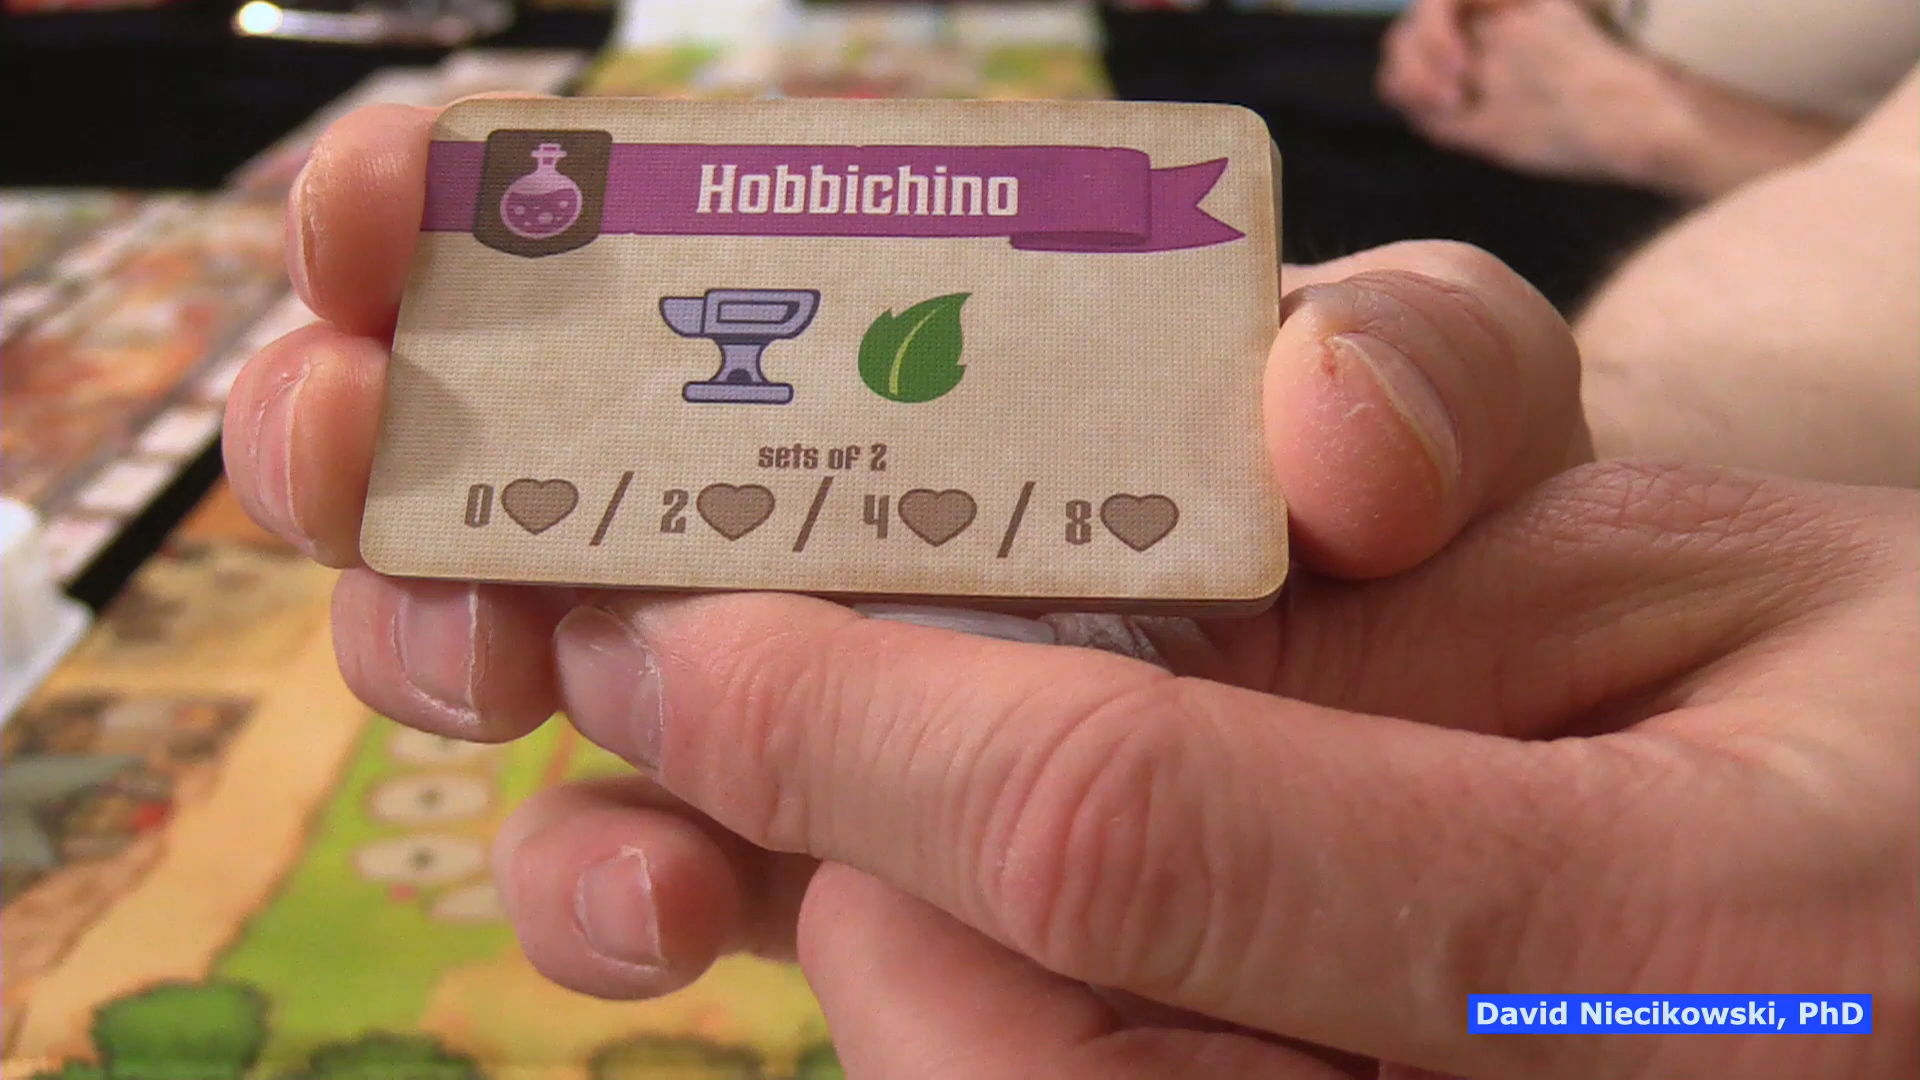 Hobbichino
sets of 2
0 / 2 / 4 / 8
David Niecikowski, PhD